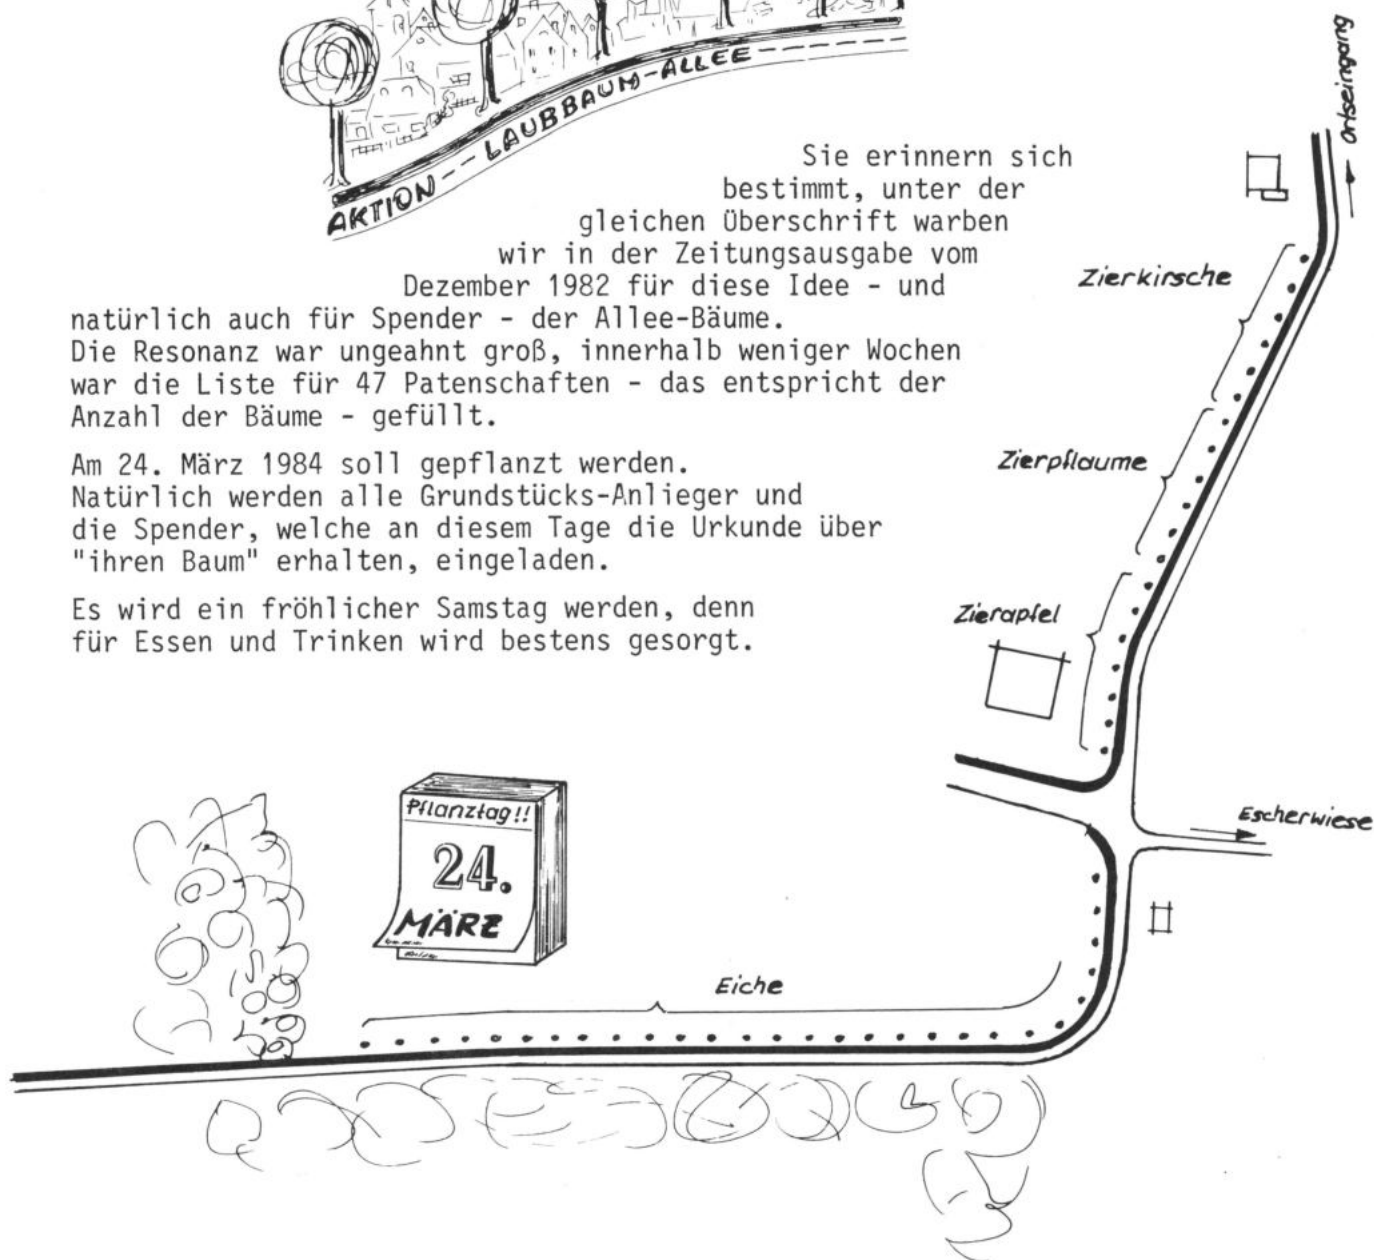 AKTION -- LAUBBAUM-ALLEE
Sie erinnern sich
bestimmt, unter der
gleichen Überschrift warben
wir in der Zeitungsausgabe vom
Dezember 1982 für diese Idee - und
natürlich auch für Spender - der Allee-Bäume.
Die Resonanz war ungeahnt groß, innerhalb weniger Wochen
war die Liste für 47 Patenschaften - das entspricht der
Anzahl der Bäume - gefüllt.
Am 24. März 1984 soll gepflanzt werden.
Natürlich werden alle Grundstücks-Anlieger und
die Spender, welche an diesem Tage die Urkunde über
"ihren Baum" erhalten, eingeladen.
Es wird ein fröhlicher Samstag werden, denn
für Essen und Trinken wird bestens gesorgt.
Ortseingang
Zierkirsche
Zierpflaume
Zierapfel
Escherwiese
Pflanztag!!
24.
MÄRZ
Eiche